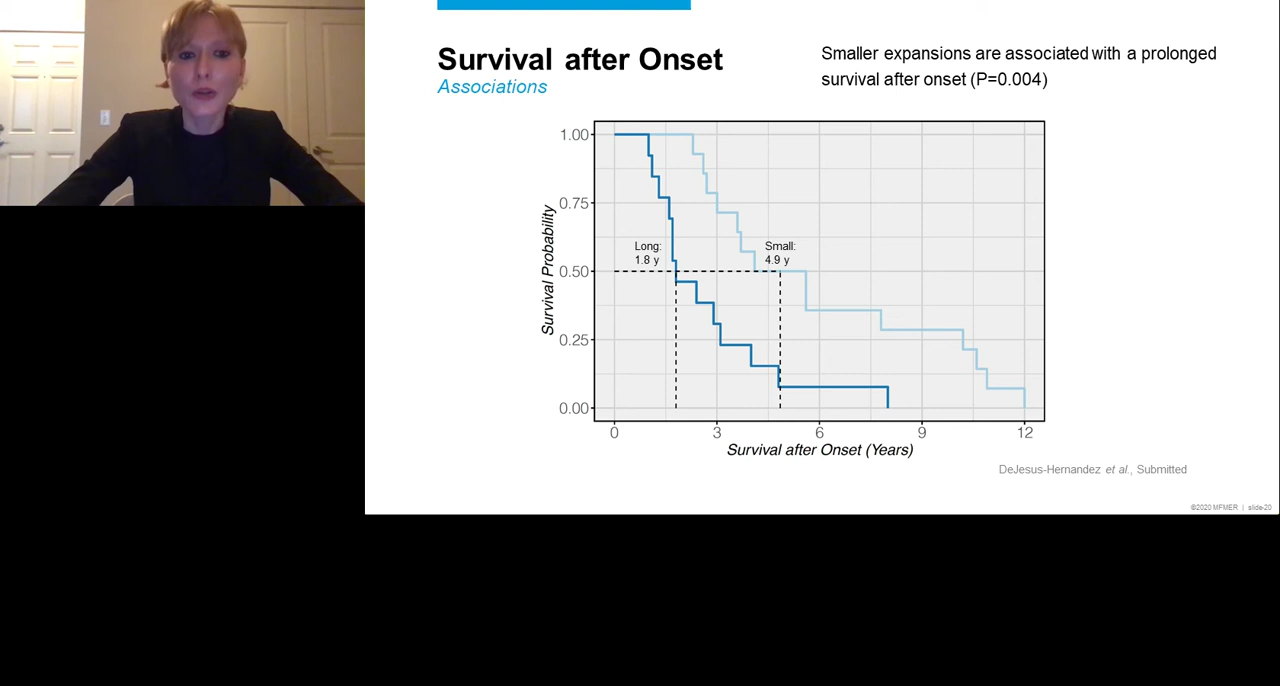 Survival after Onset
Associations
Smaller expansions are associated with a prolonged
survival after onset (P=0.004)
1.00
0.75
0.50
0.25
0.00
Survival Probability
Long:
1.8 y
Small:
4.9 y
0 3 6 9 12
Survival after Onset (Years)
DeJesus-Hernandez et al., Submitted
©2020 MFMER | slide-20